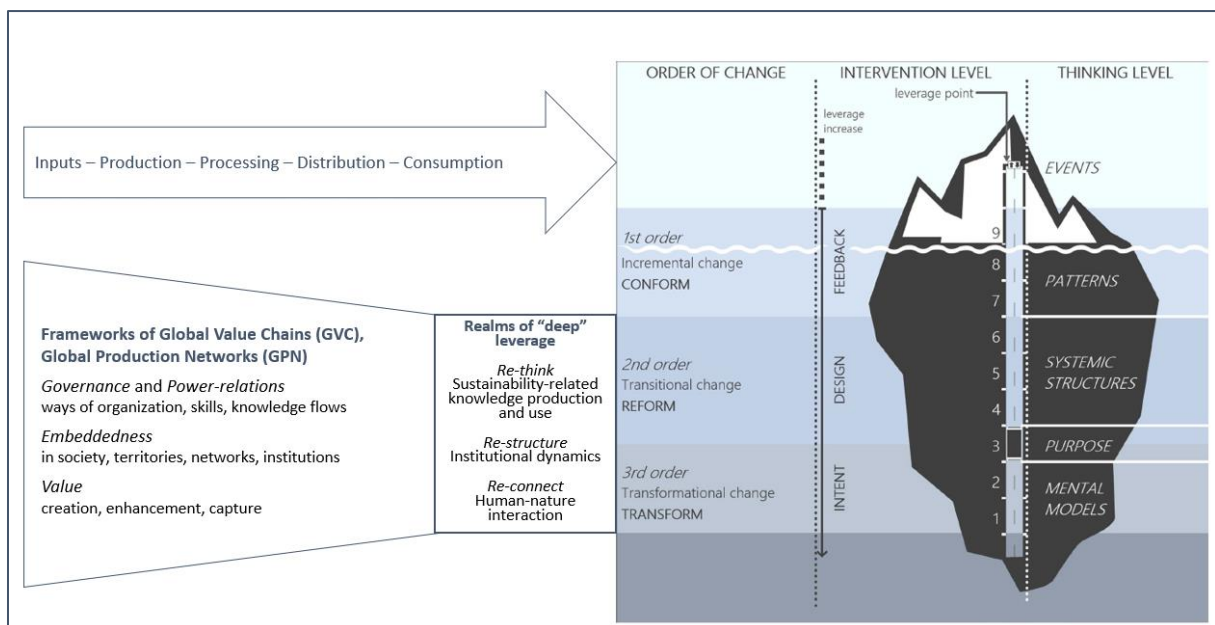 Inputs – Production – Processing – Distribution – Consumption
Frameworks of Global Value Chains (GVC),
Global Production Networks (GPN)
Governance and Power-relations
ways of organization, skills, knowledge flows
Embeddedness
in society, territories, networks, institutions
Value
creation, enhancement, capture
Realms of “deep”
leverage
Re-think
Sustainability-related
knowledge production
and use
Re-structure
Institutional dynamics
Re-connect
Human-nature
interaction
ORDER OF CHANGE
1st order
Incremental change
CONFORM
2nd order
Transitional change
REFORM
3rd order
Transformational change
TRANSFORM
INTERVENTION LEVEL
leverage point
leverage
increase
FEEDBACK
DESIGN
INTENT
9
8
7
6
5
4
3
2
1
THINKING LEVEL
EVENTS
PATTERNS
SYSTEMIC
STRUCTURES
PURPOSE
MENTAL
MODELS